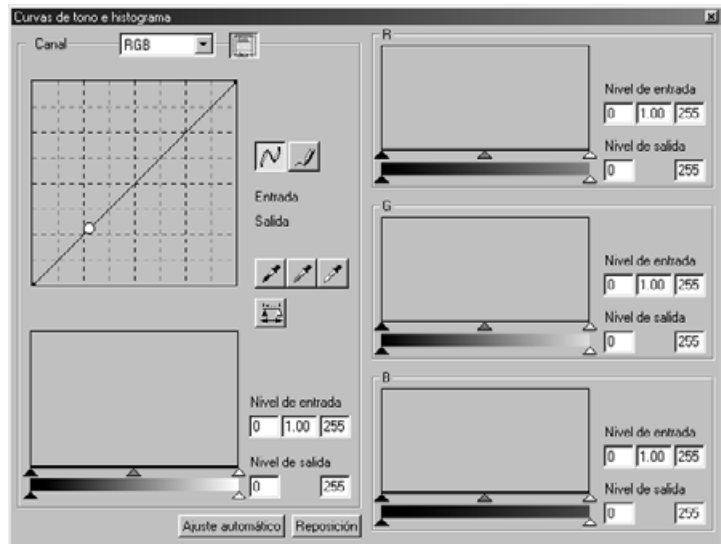 Curvas de tono e histograma
Canal
RGB
Entrada
Salida
Nivel de entrada
0 1.00 255
Nivel de salida
0 255
Ajuste automático
Reposición
R
Nivel de entrada
0 1.00 255
Nivel de salida
0 255
G
Nivel de entrada
0 1.00 255
Nivel de salida
0 255
B
Nivel de entrada
0 1.00 255
Nivel de salida
0 255